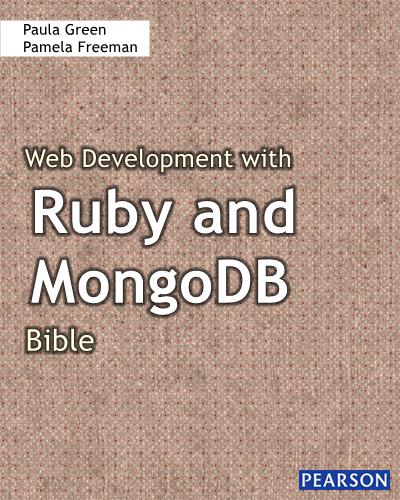 Paula Green
Pamela Freeman
Web Development with
Ruby and
MongoDB
Bible
PEARSON